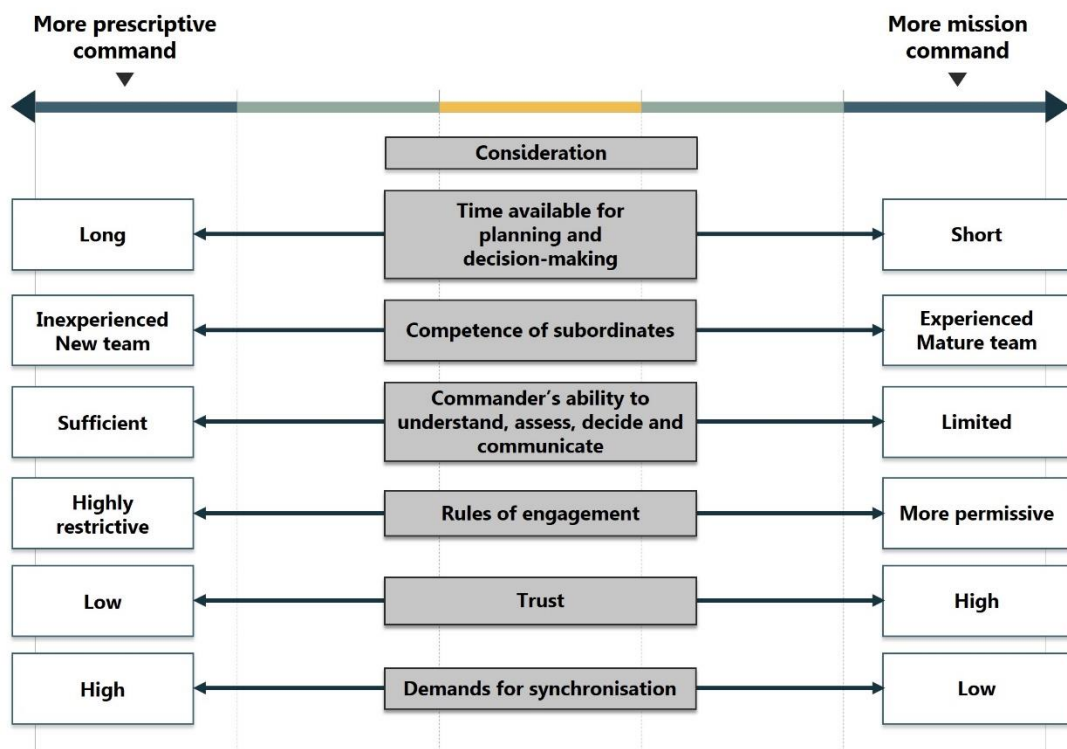 More prescriptive
command
More mission
command
Consideration
Long
Time available for
planning and
decision-making
Short
Inexperienced
New team
Competence of subordinates
Experienced
Mature team
Sufficient
Commander’s ability to
understand, assess, decide and
communicate
Limited
Highly
restrictive
Rules of engagement
More permissive
Low
Trust
High
High
Demands for synchronisation
Low